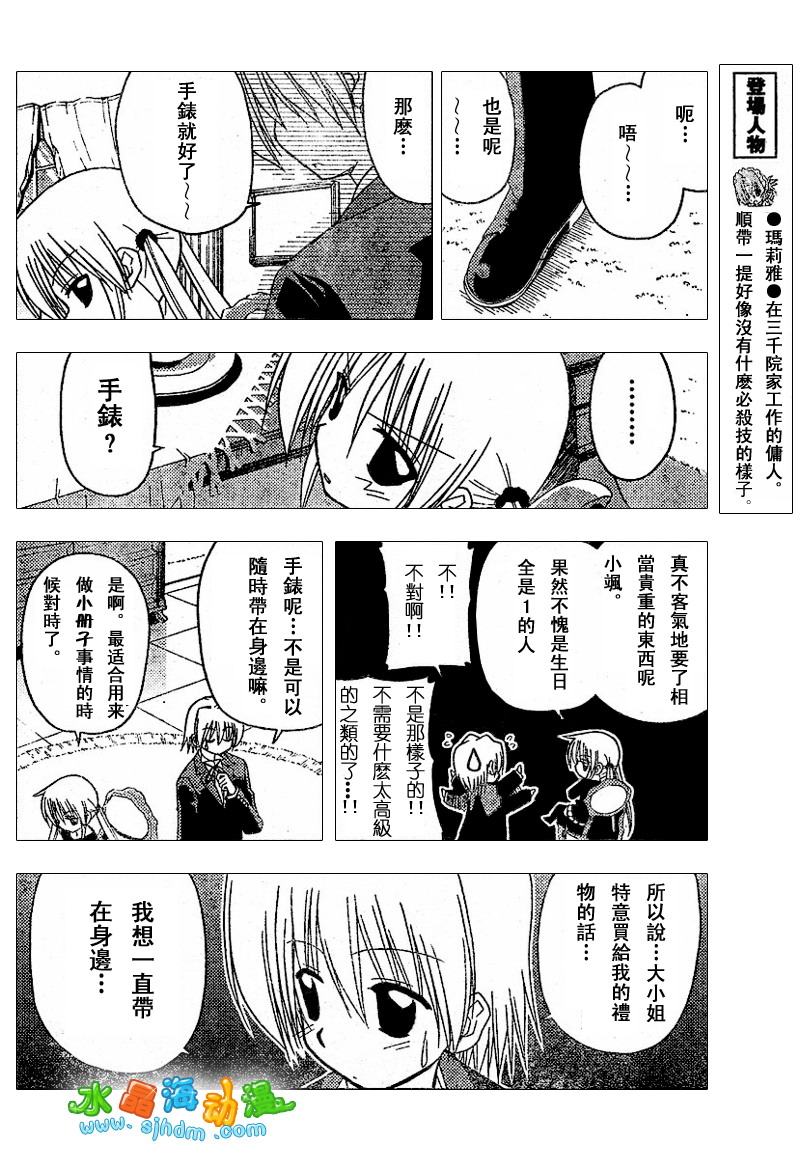 登場人物
●瑪莉雅●在三千院家工作的傭人。
順帶一提好像沒有什麼必殺技的樣子。
呃…
唔～～…
也是呢
～～…
那麼…
手錶就好了～～
………
手錶？
真不客氣地要了相
當貴重的東西呢
小颯。
果然不愧是生日
全是1的人
不!!
不對啊!!
不是那樣子的!!
不需要什麼太高級
的之類的了…!!
手錶呢…不是可以
隨時帶在身邊嘛。
是啊。最适合用來
做小册子事情的時
候對時了。
所以說…大小姐
特意買給我的禮
物的話…
我想一直帶
在身邊…
水晶海动漫
www.sjhdm.com